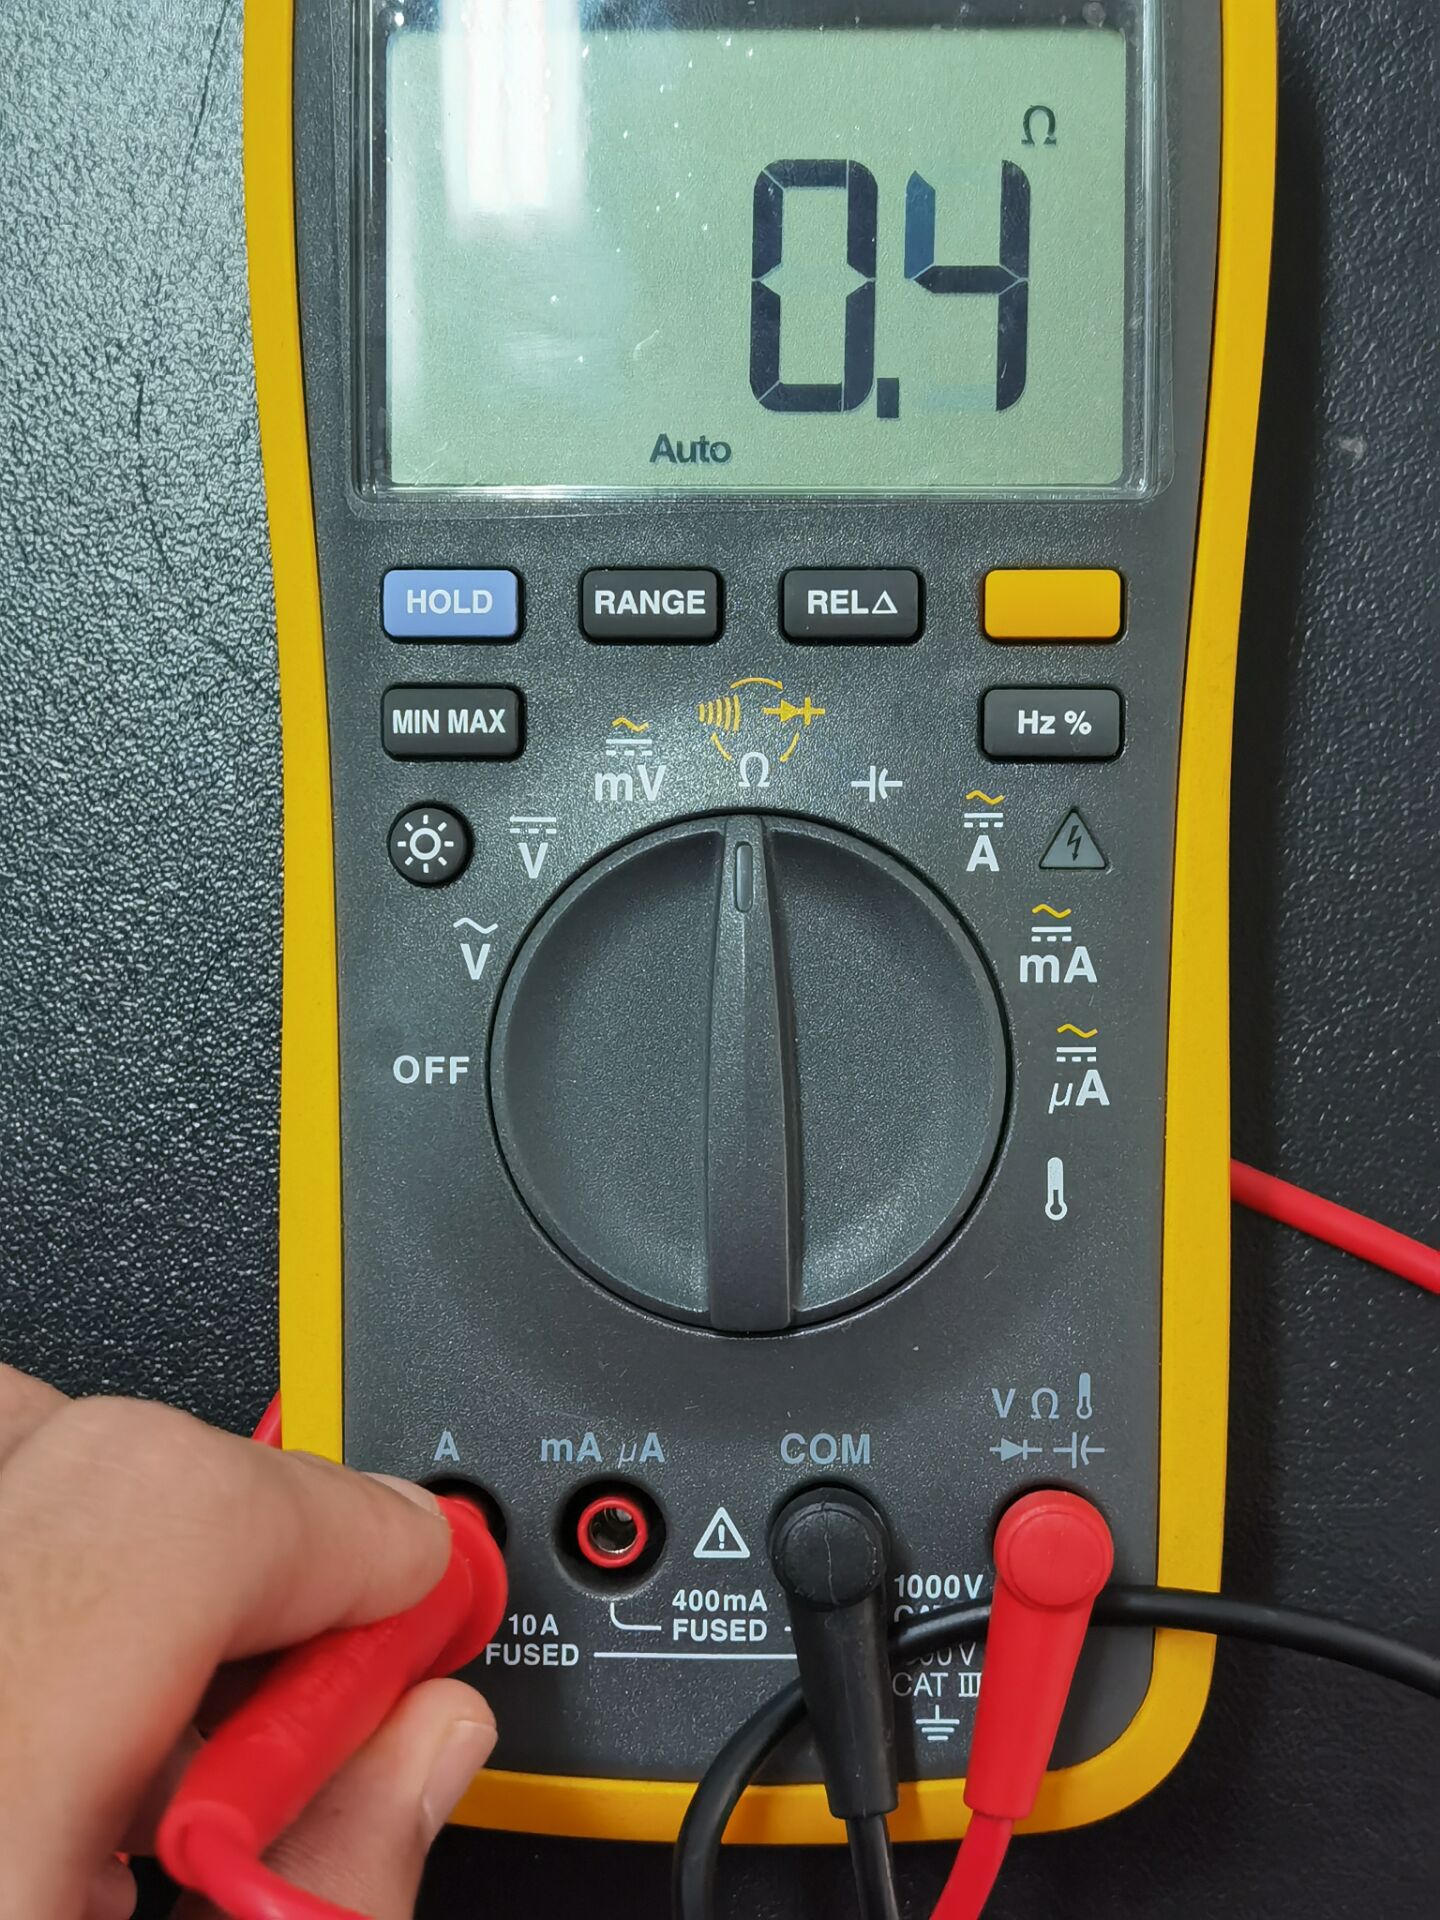 Ω
0.4
Auto
HOLD RANGE REL△
MIN MAX Hz %
mV Ω
V A
V mA
OFF µA
V Ω
A mA µA COM
10A
FUSED
400mA
FUSED
1000V
CAT III